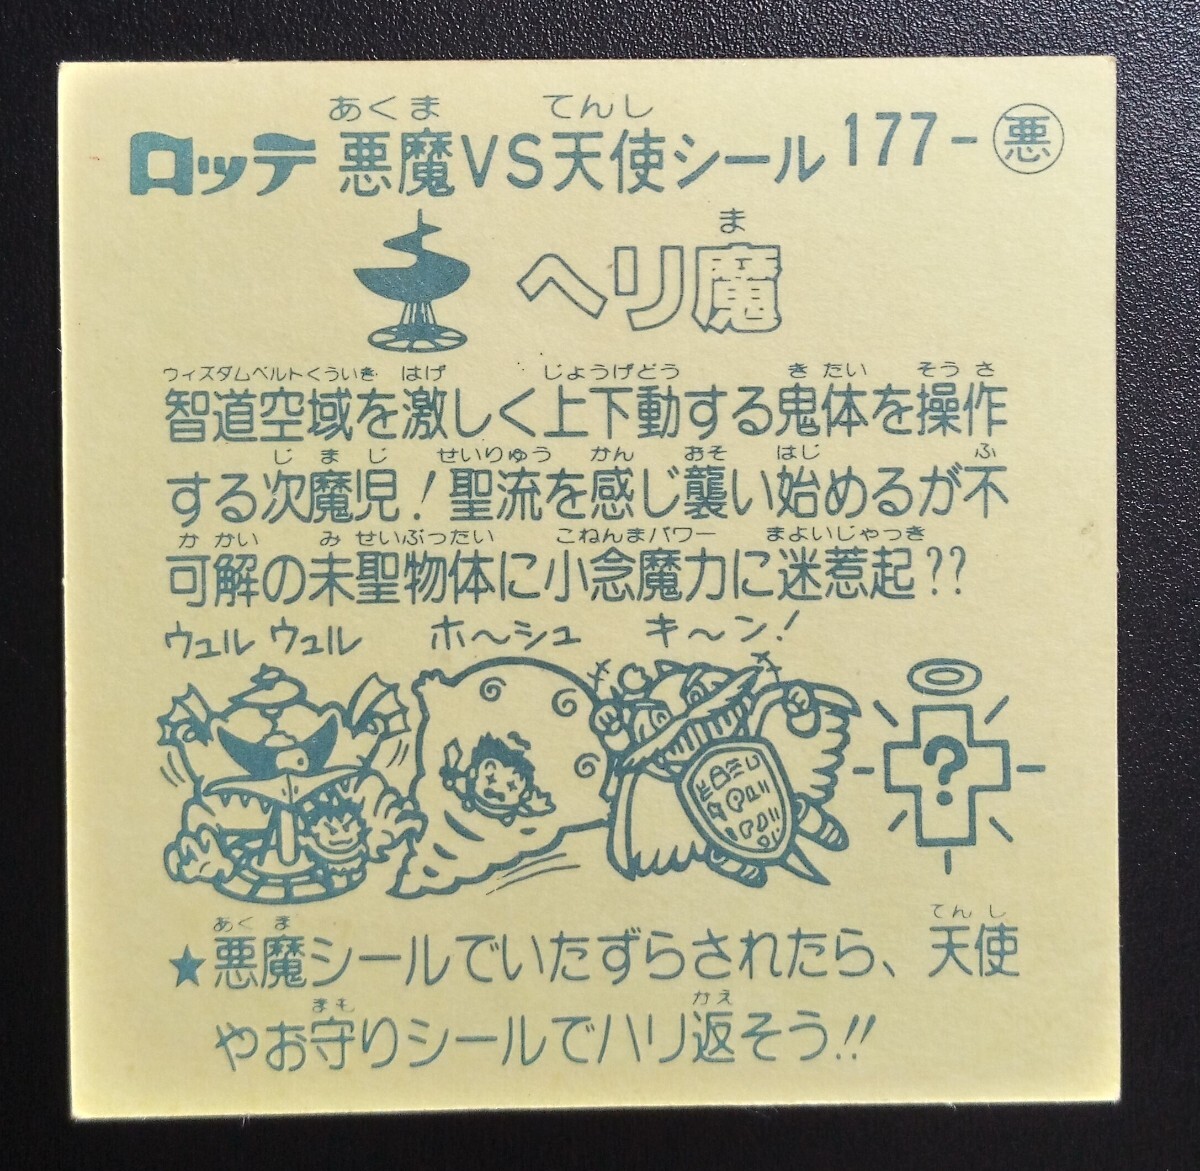 あくま てんし
ロッテ 悪魔VS天使シール 177-悪
ま
ヘリ魔
ウィズダムベルトくういき はげ じょうげどう きたい そうさ
智道空域を激しく上下動する鬼体を操作
じまじ せいりゅう かん おそ はじ ふ
する次魔児!聖流を感じ襲い始めるが不
かかい みせいぶったい こねんまパワー まよいじゃっき
可解の未聖物体に小念魔力に迷惹起??
ウュル ウュル ホ〜シュ キ〜ン!
?
あくま てんし
★悪魔シールでいたずらされたら、天使
まも かえ
やお守りシールでハリ返そう!!